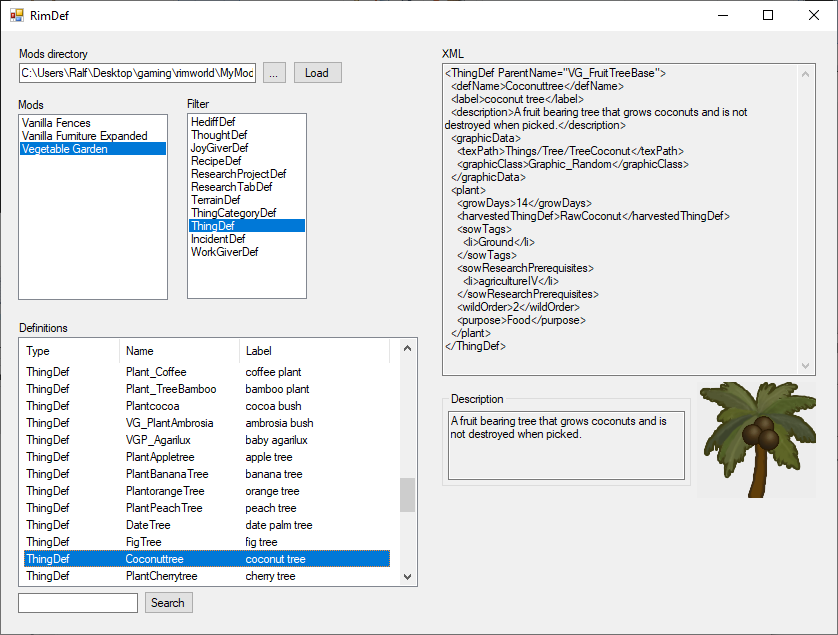 RimDef
Mods directory
C:\Users\Ralf\Desktop\gaming\rimworld\MyMod
...
Load
Mods
Vanilla Fences
Vanilla Furniture Expanded
Vegetable Garden
Filter
HediffDef
ThoughtDef
JoyGiverDef
RecipeDef
ResearchProjectDef
ResearchTabDef
TerrainDef
ThingCategoryDef
ThingDef
IncidentDef
WorkGiverDef
Definitions
Type Name Label
ThingDef Plant_Coffee coffee plant
ThingDef Plant_TreeBamboo bamboo plant
ThingDef Plantcocoa cocoa bush
ThingDef VG_PlantAmbrosia ambrosia bush
ThingDef VGP_Agarilux baby agarilux
ThingDef PlantAppletree apple tree
ThingDef PlantBananaTree banana tree
ThingDef PlantorangeTree orange tree
ThingDef PlantPeachTree peach tree
ThingDef DateTree date palm tree
ThingDef FigTree fig tree
ThingDef Coconuttree coconut tree
ThingDef PlantCherrytree cherry tree
Search
XML
<ThingDef ParentName="VG_FruitTreeBase">
<defName>Coconuttree</defName>
<label>coconut tree</label>
<description>A fruit bearing tree that grows coconuts and is not
destroyed when picked.</description>
<graphicData>
<texPath>Things/Tree/TreeCoconut</texPath>
<graphicClass>Graphic_Random</graphicClass>
</graphicData>
<plant>
<growDays>14</growDays>
<harvestedThingDef>RawCoconut</harvestedThingDef>
<sowTags>
<li>Ground</li>
</sowTags>
<sowResearchPrerequisites>
<li>agricultureIV</li>
</sowResearchPrerequisites>
<wildOrder>2</wildOrder>
<purpose>Food</purpose>
</plant>
</ThingDef>
Description
A fruit bearing tree that grows coconuts and is
not destroyed when picked.